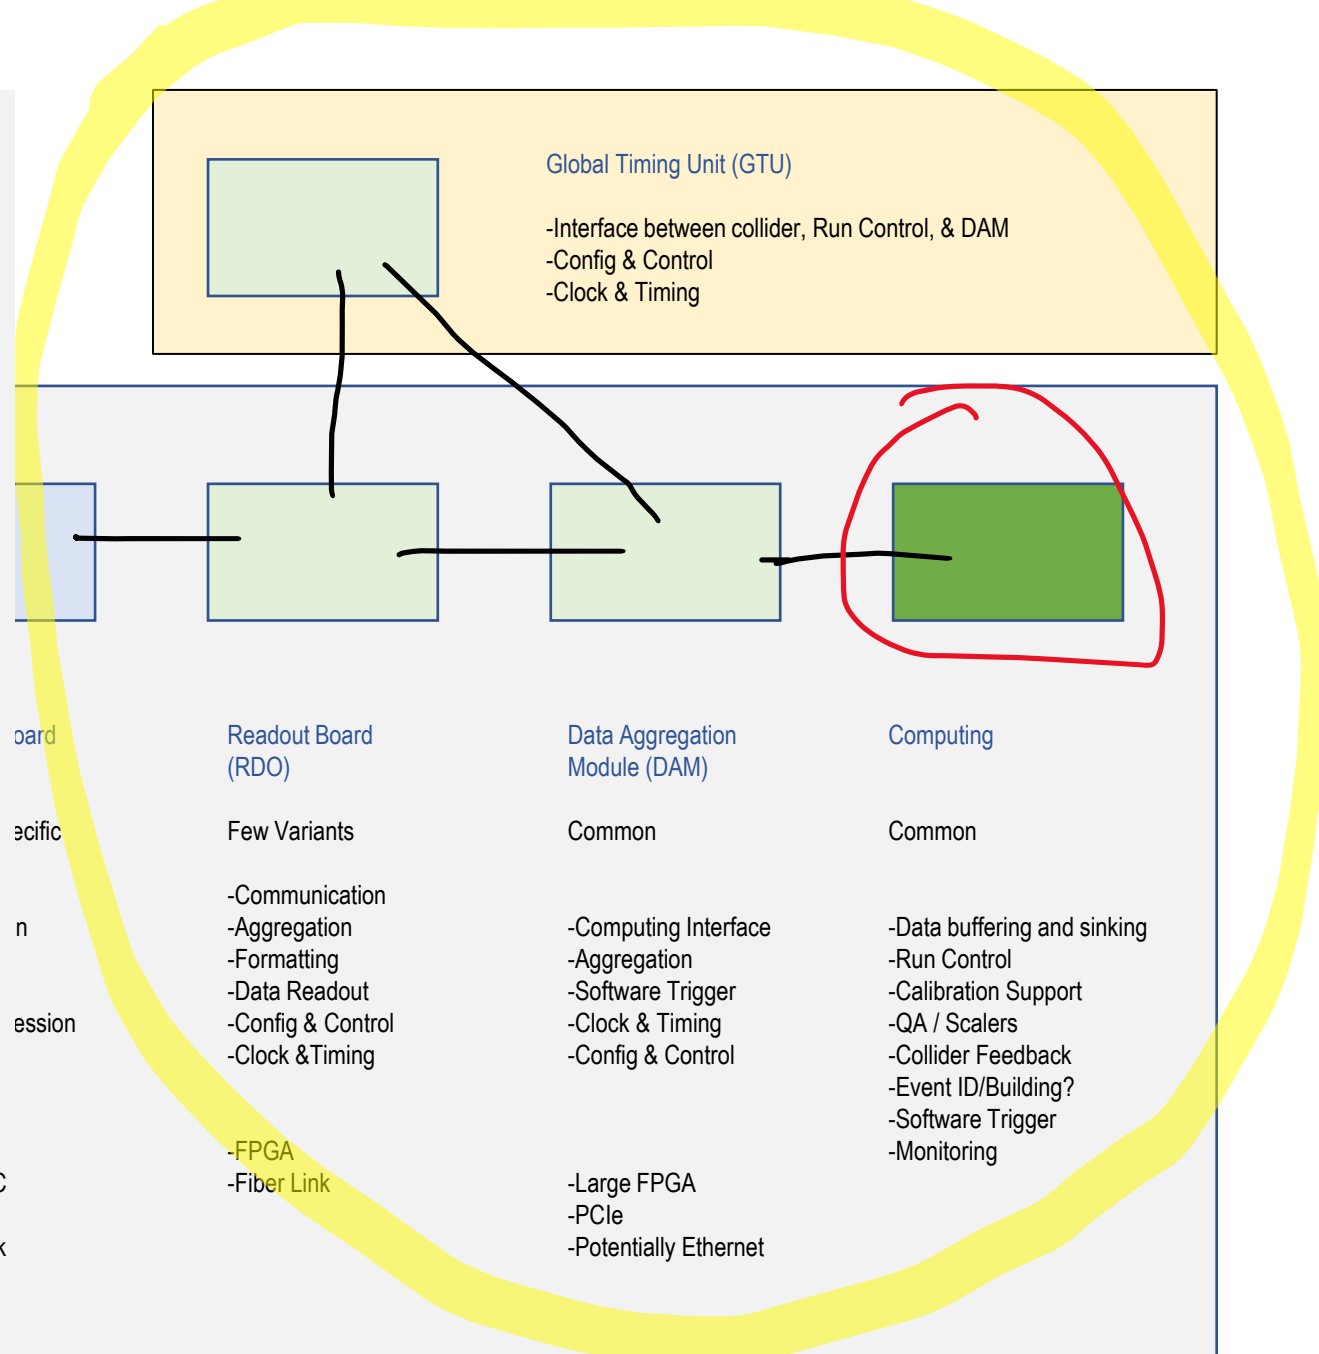 Global Timing Unit (GTU)
-Interface between collider, Run Control, & DAM
-Config & Control
-Clock & Timing
oard
ecific
n
ession
C
k
Readout Board
(RDO)
Few Variants
-Communication
-Aggregation
-Formatting
-Data Readout
-Config & Control
-Clock &Timing
-FPGA
-Fiber Link
Data Aggregation
Module (DAM)
Common
-Computing Interface
-Aggregation
-Software Trigger
-Clock & Timing
-Config & Control
-Large FPGA
-PCIe
-Potentially Ethernet
Computing
Common
-Data buffering and sinking
-Run Control
-Calibration Support
-QA / Scalers
-Collider Feedback
-Event ID/Building?
-Software Trigger
-Monitoring